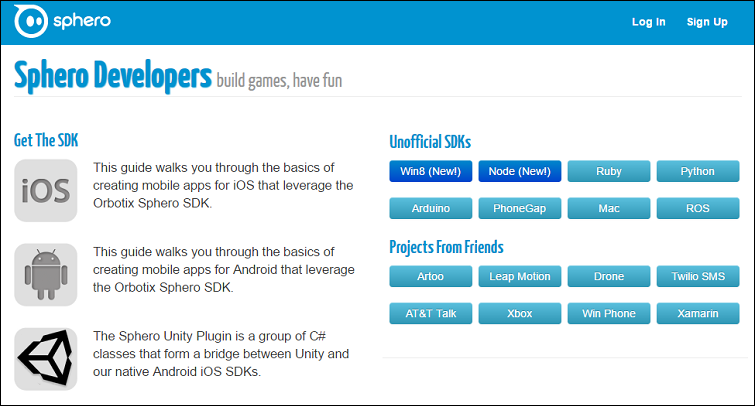 sphero
Log In Sign Up
Sphero Developers build games, have fun
Get The SDK
iOS
This guide walks you through the basics of
creating mobile apps for iOS that leverage the
Orbotix Sphero SDK.
This guide walks you through the basics of
creating mobile apps for Android that leverage
the Orbotix Sphero SDK.
The Sphero Unity Plugin is a group of C#
classes that form a bridge between Unity and
our native Android iOS SDKs.
Unofficial SDKs
Win8 (New!) Node (New!) Ruby Python
Arduino PhoneGap Mac ROS
Projects From Friends
Artoo Leap Motion Drone Twilio SMS
AT&T Talk Xbox Win Phone Xamarin